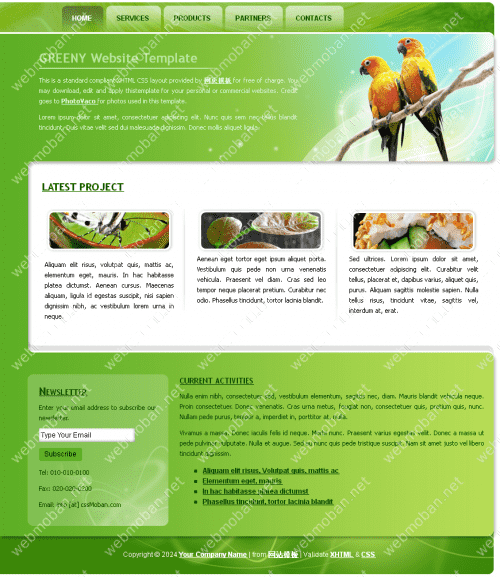 HOME SERVICES PRODUCTS PARTNERS CONTACTS
GREENY Website Template
This is a standard compliant XHTML CSS layout provided by 网页模板 for free of charge. You
may download, edit and apply this template for your personal or commercial websites. Credit
goes to PhotoVaco for photos used in this template.
Lorem ipsum dolor sit amet, consectetuer adipiscing elit. Nunc quis sem nec tellus blandit
tincidunt. Duis vitae velit sed dui malesuada dignissim. Donec mollis aliquet ligula.
LATEST PROJECT
Aliquam elit risus, volutpat quis, mattis ac,
elementum eget, mauris. In hac habitasse
platea dictumst. Aenean cursus. Maecenas
aliquam, ligula id egestas suscipit, nisi sapien
dignissim nibh, ac vestibulum lorem urna in
neque.
Aenean eget tortor eget ipsum aliquet porta.
Vestibulum quis pede non urna venenatis
vehicula. Praesent vel diam. Cras sed leo
tempor neque placerat pretium. Curabitur nec
odio. Phasellus tincidunt, tortor lacinia blandit.
Sed ultrices. Lorem ipsum dolor sit amet,
consectetuer adipiscing elit. Curabitur velit
tellus, placerat et, dapibus varius, aliquet quis,
purus. Aliquam sagittis molestie sapien. Nulla
tellus risus, tincidunt vitae, sagittis vel,
interdum at, erat.
NEWSLETTER
Enter your email address to subscribe our
newsletter.
Type Your Email
Subscribe
Tel: 010-010-0100
Fax: 020-020-0200
Email: info [at] cssMoban.com
CURRENT ACTIVITIES
Nulla enim nibh, consectetuer sed, vestibulum elementum, sagittis nec, diam. Mauris blandit vehicula neque.
Proin consectetuer. Donec venenatis. Cras urna metus, feugiat non, consectetuer quis, pretium quis, nunc.
Nullam pede purus, tempor a, imperdiet in, porttitor at, nulla.
Vivamus a massa. Donec iaculis felis id neque. Morbi nunc. Praesent varius egestas velit. Donec a massa ut
pede pulvinar vulputate. Nulla et augue. Sed eu nunc quis pede tristique suscipit. Nam sit amet justo vel libero
tincidunt dignissim.
Aliquam elit risus, Volutpat quis, mattis ac
Elementum eget, mauris
In hac habitasse platea dictumst
Phasellus tincidunt, tortor lacinia blandit
Copyright © 2024 Your Company Name | from 网站模板 | Validate XHTML & CSS
webmoban.net